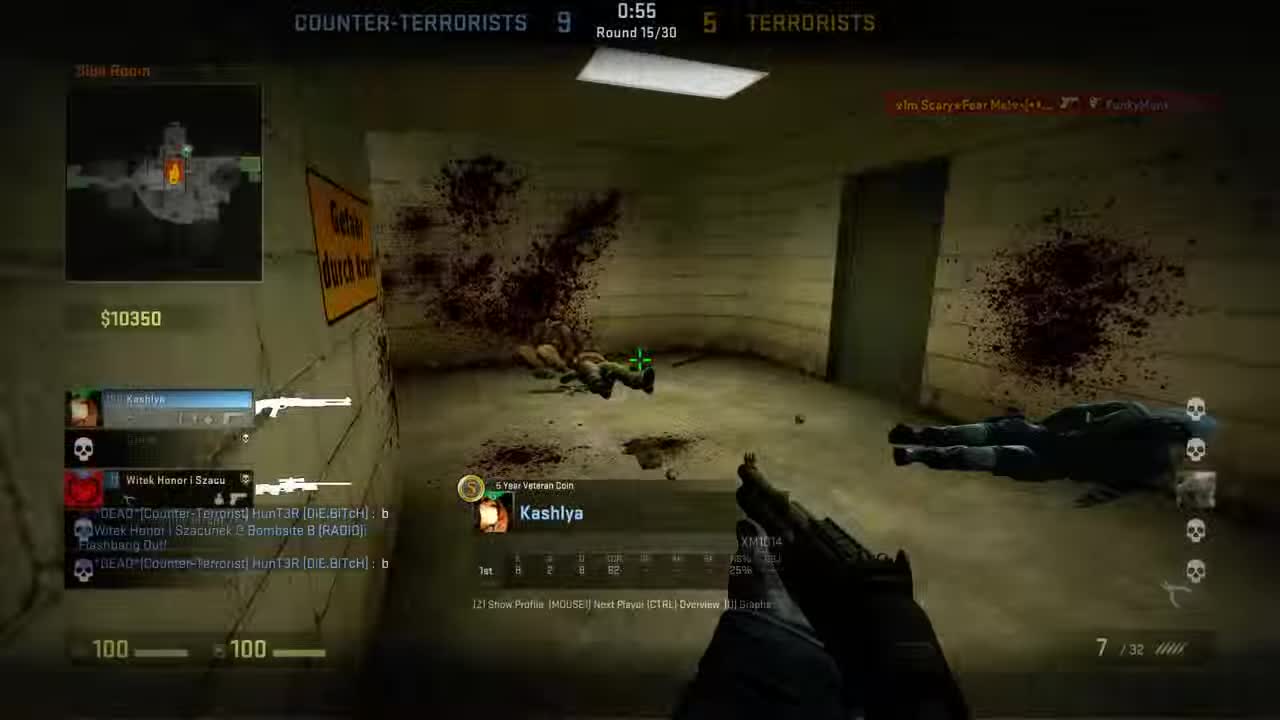 0:55
COUNTER-TERRORISTS 9 5 TERRORISTS
Round 15/30
Gefahr
durch Kran
$10350
Kashlya
Witek Honor i Szacu
*DEAD*(Counter-Terrorist) HunT3R [DiE.BiTcH] : b
Witek Honor i Szacunek @ Bombsite B (RADIO):
Flashbang Out!
*DEAD*(Counter-Terrorist) HunT3R [DiE.BiTcH] : b
5 Year Veteran Coin
Kashlya
XM1014
1st 8 2 8 82 25%
[2] Show Profile [MOUSE1] Next Player [CTRL] Overview Graphs
100 100
7 / 32